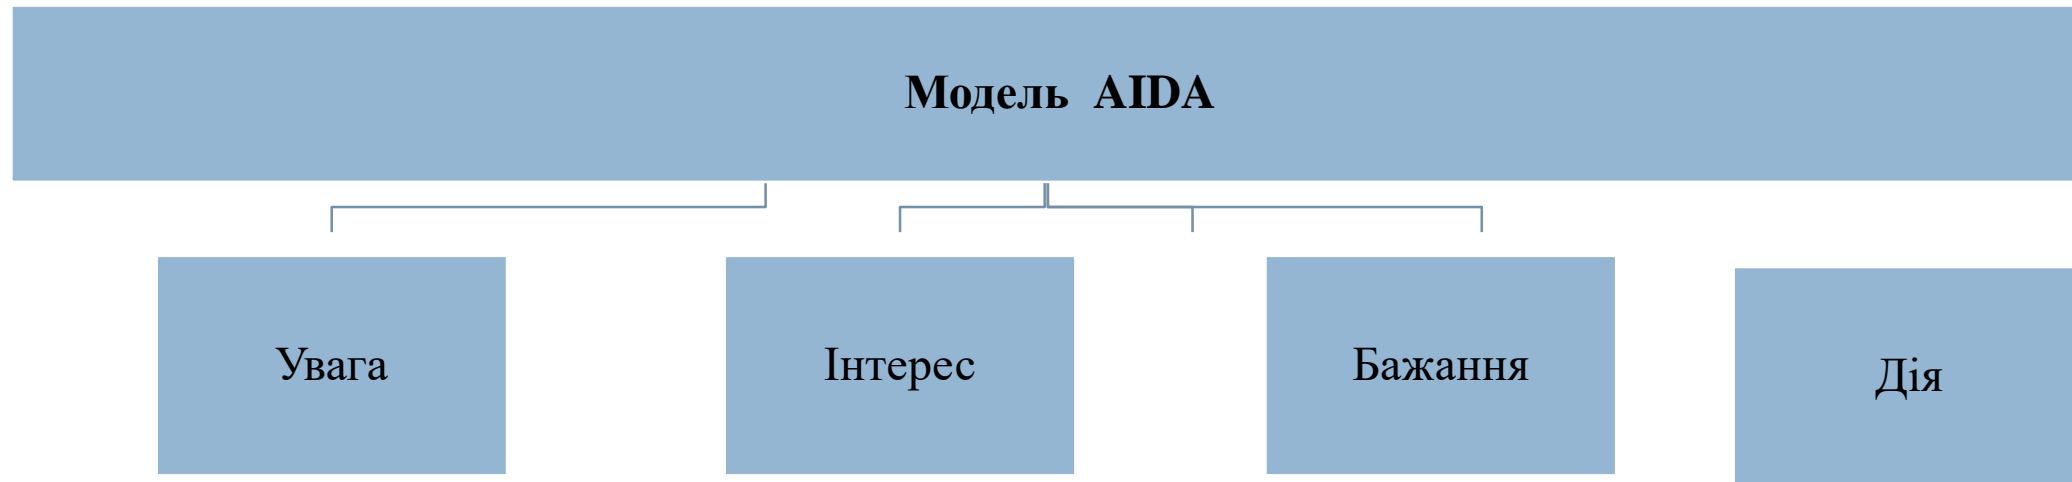 Модель AIDA
Увага
Інтерес
Бажання
Дія